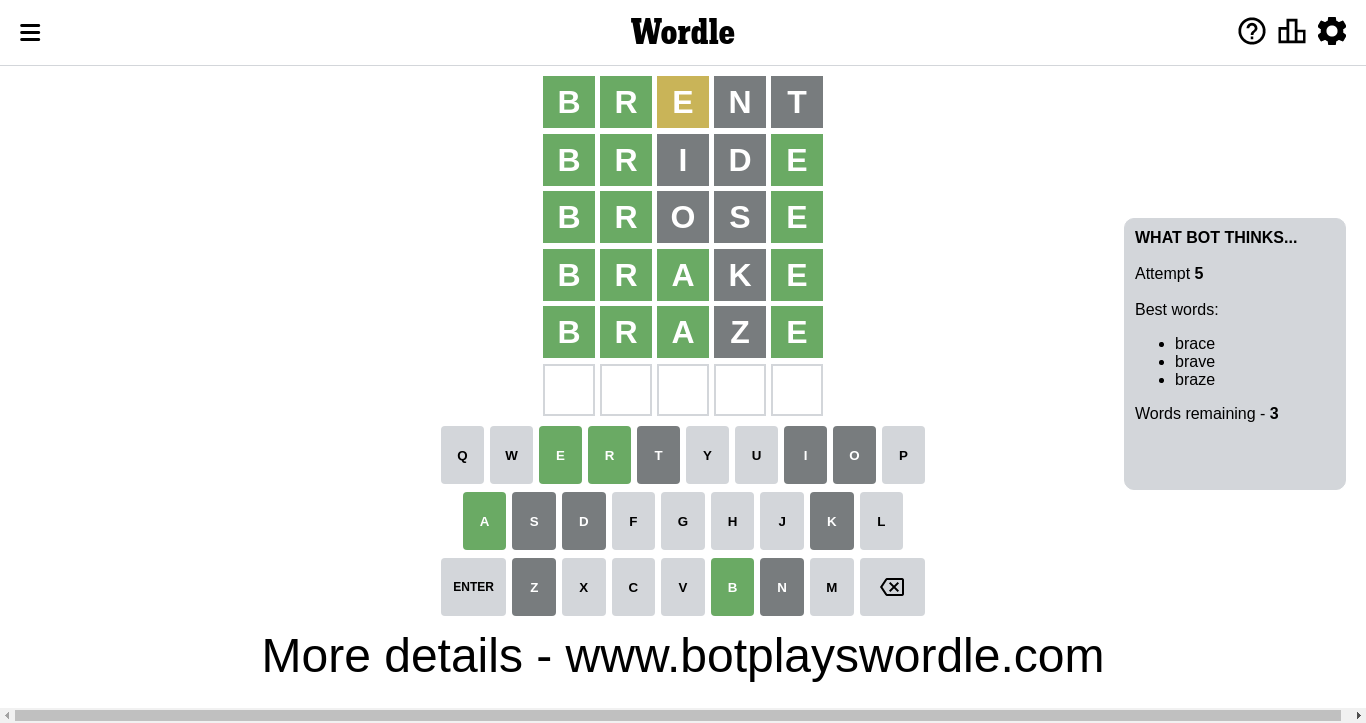 Wordle
B R E N T
B R I D E
B R O S E
B R A K E
B R A Z E
WHAT BOT THINKS...
Attempt 5
Best words:
• brace
• brave
• braze
Words remaining - 3
Q W E R T Y U I O P
A S D F G H J K L
ENTER Z X C V B N M
More details - www.botplayswordle.com